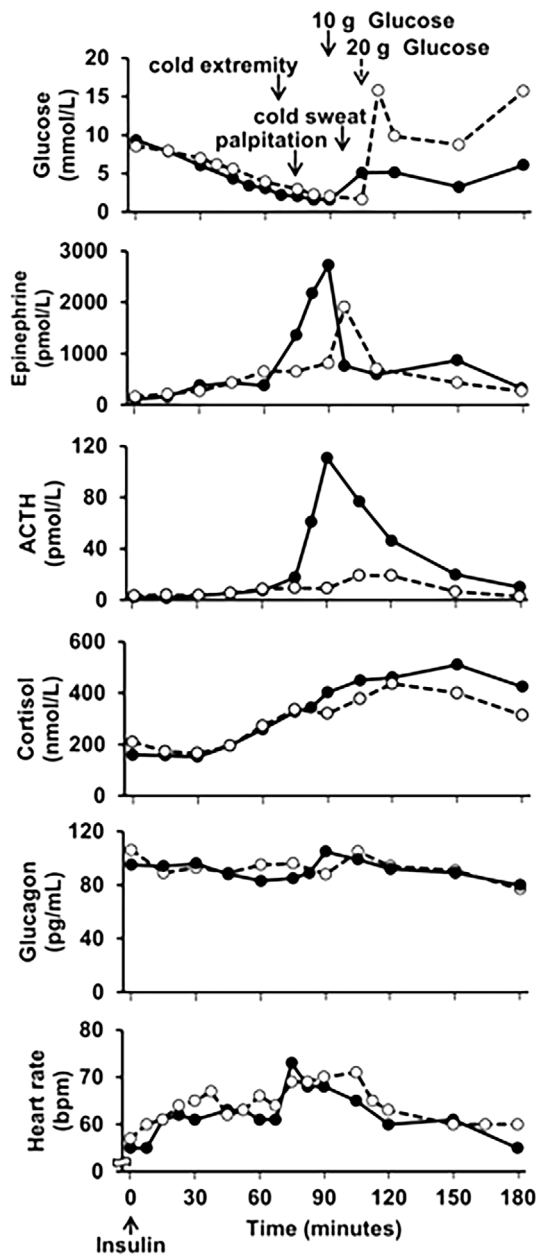 10 g Glucose
20 g Glucose
cold extremity
cold sweat
palpitation
Glucose
(mmol/L)
20
15
10
5
0
Epinephrine
(pmol/L)
3000
2000
1000
0
ACTH
(pmol/L)
120
80
40
0
Cortisol
(nmol/L)
600
400
200
0
Glucagon
(pg/mL)
120
80
40
0
Heart rate
(bpm)
80
70
60
0
0 30 60 90 120 150 180
Time (minutes)
Insulin